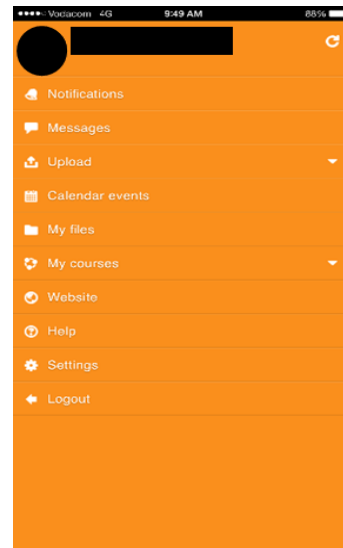 Vodacom 4G 9:49 AM 88%
Notifications
Messages
Upload
Calendar events
My files
My courses
Website
Help
Settings
Logout